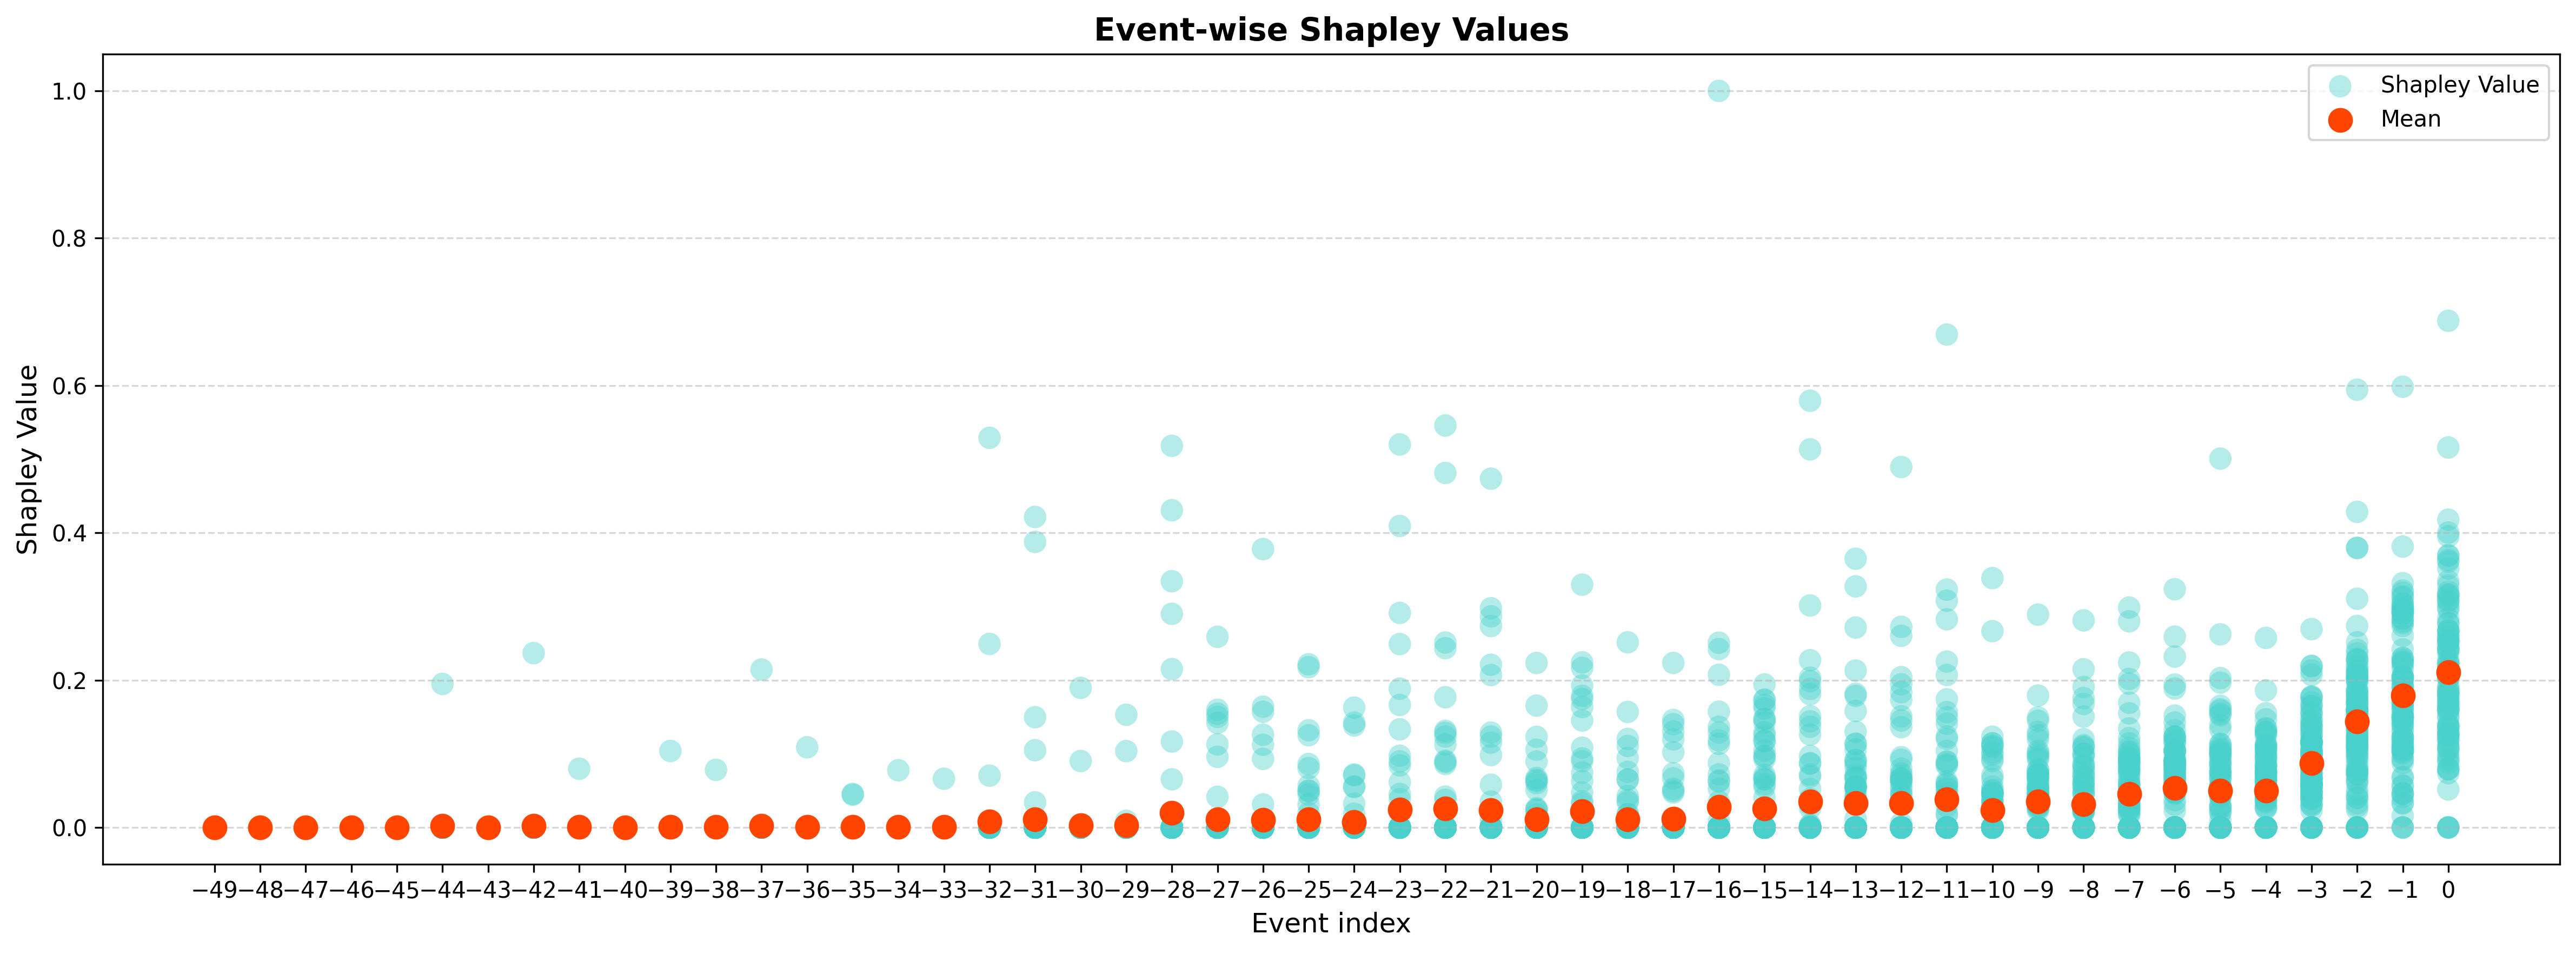 Event-wise Shapley Values
Shapley Value
Mean
1.0
0.8
0.6
0.4
0.2
0.0
Shapley Value
−49 −48 −47 −46 −45 −44 −43 −42 −41 −40 −39 −38 −37 −36 −35 −34 −33 −32 −31 −30 −29 −28 −27 −26 −25 −24 −23 −22 −21 −20 −19 −18 −17 −16 −15 −14 −13 −12 −11 −10 −9 −8 −7 −6 −5 −4 −3 −2 −1 0
Event index